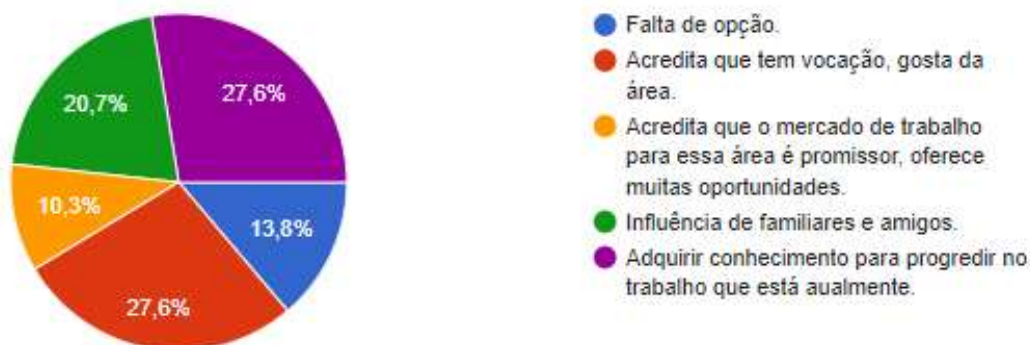 27,6%
20,7%
10,3%
13,8%
27,6%
Falta de opção.
Acredita que tem vocação, gosta da
área.
Acredita que o mercado de trabalho
para essa área é promissor, oferece
muitas oportunidades.
Influência de familiares e amigos.
Adquirir conhecimento para progredir no
trabalho que está aualmente.